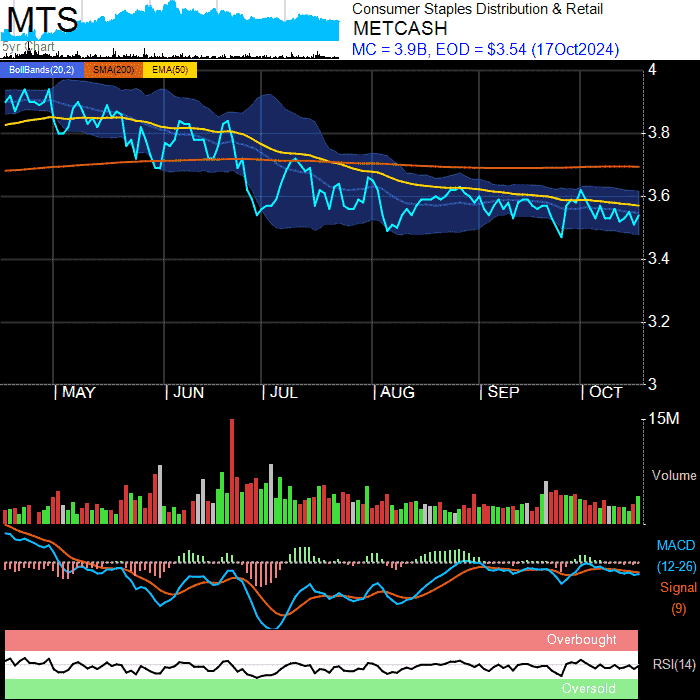 MTS
5yr Chart
Consumer Staples Distribution & Retail
METCASH
MC = 3.9B, EOD = $3.54 (17Oct2024)
BollBands(20,2) SMA(200) EMA(50)
4
3.8
3.6
3.4
3.2
3
MAY JUN JUL AUG SEP OCT
15M
Volume
MACD
(12-26)
Signal
(9)
Overbought
RSI(14)
Oversold